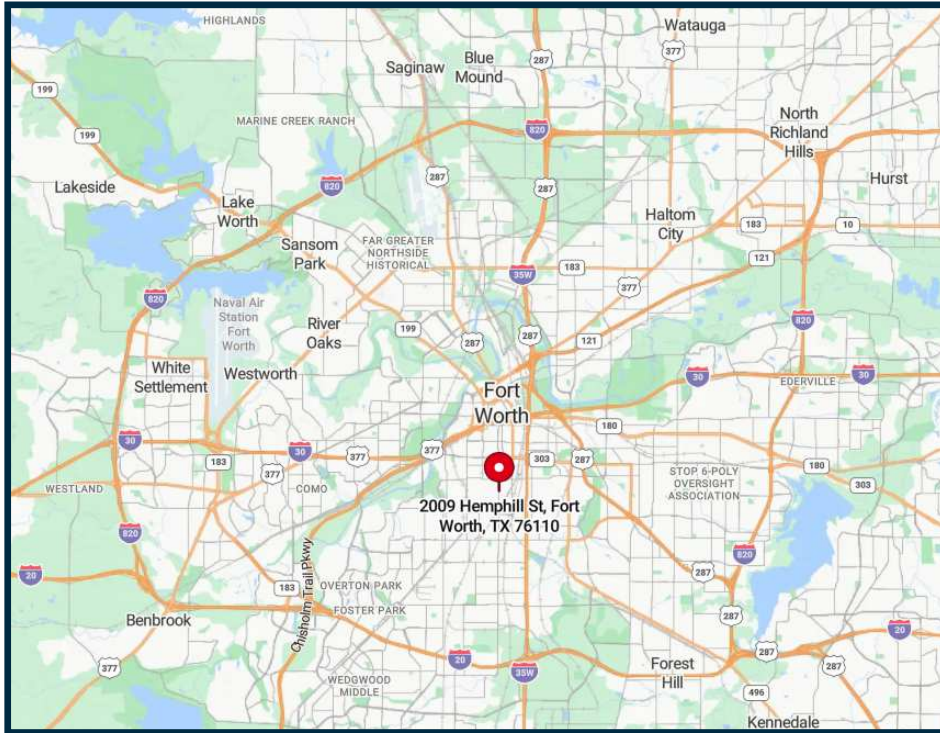 HIGHLANDS
Watauga
287
377
Saginaw
Blue
Mound
199
MARINE CREEK RANCH
820
North
Richland
Hills
199
287
287
820
Lakeside
Lake
Worth
Hurst
Haltom
City
183
10
Sansom
Park
FAR GREATER
NORTHSIDE
HISTORICAL
121
35W
183
377
820
Naval Air
Station
Fort
Worth
River
Oaks
199
287
287
121
820
White
Settlement
Westworth
30
EDERVILLE
30
Fort
Worth
180
30
183
377
30
377
377
303
287
STOP 6-POLY
OVERSIGHT
ASSOCIATION
180
303
WESTLAND
COMO
2009 Hemphill St, Fort
Worth, TX 76110
820
820
20
183
Chisholm Trail Pkwy
OVERTON PARK
287
FOSTER PARK
Benbrook
287
20
377
20
35W
Forest
Hill
287
287
WEDGWOOD
MIDDLE
496
Kennedale